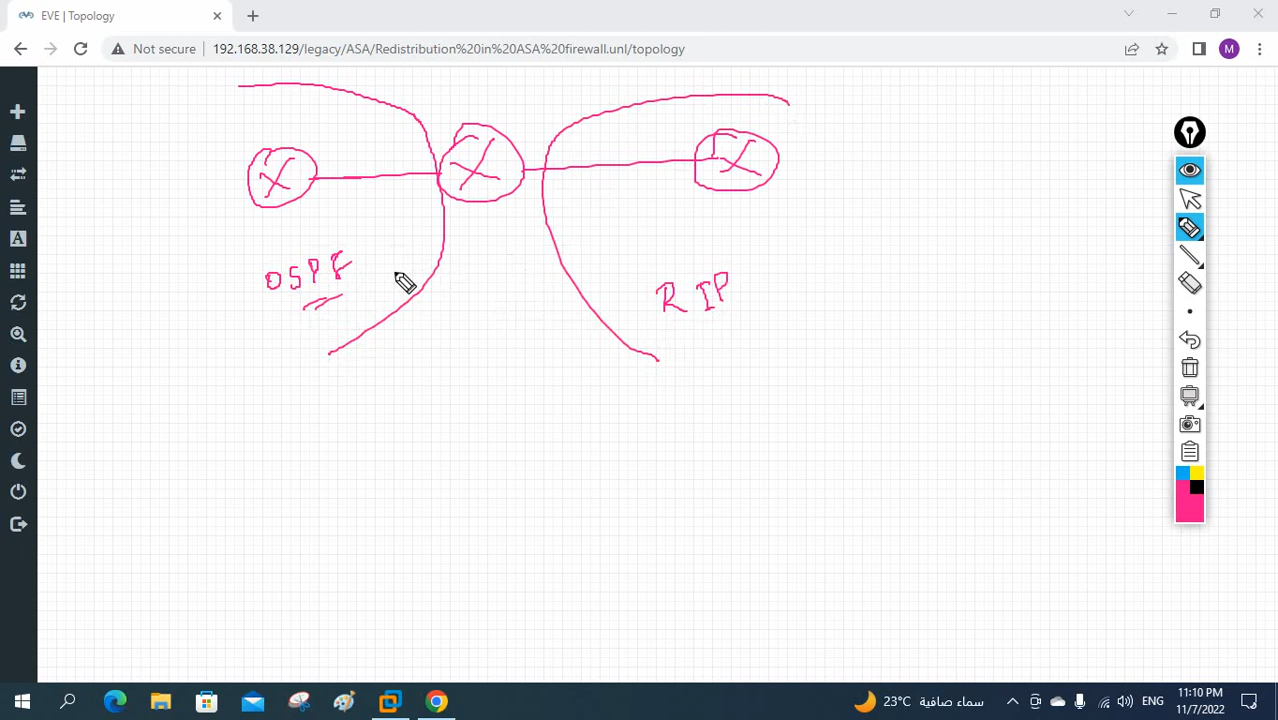 EVE | Topology
Not secure
192.168.38.129/legacy/ASA/Redistribution%20in%20ASA%20firewall.unl/topology
M
OSPF
RIP
23°C سماء صافية
ENG
11:10 PM
11/7/2022